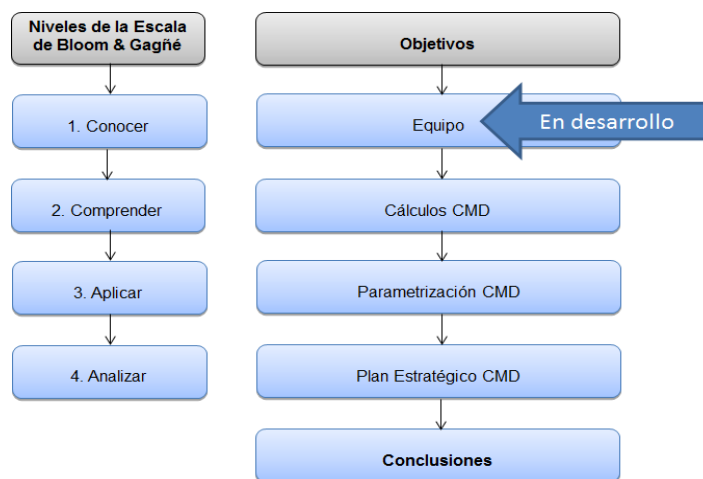 Niveles de la Escala
de Bloom & Gagñé
1. Conocer
2. Comprender
3. Aplicar
4. Analizar
Objetivos
Equipo
En desarrollo
Cálculos CMD
Parametrización CMD
Plan Estratégico CMD
Conclusiones